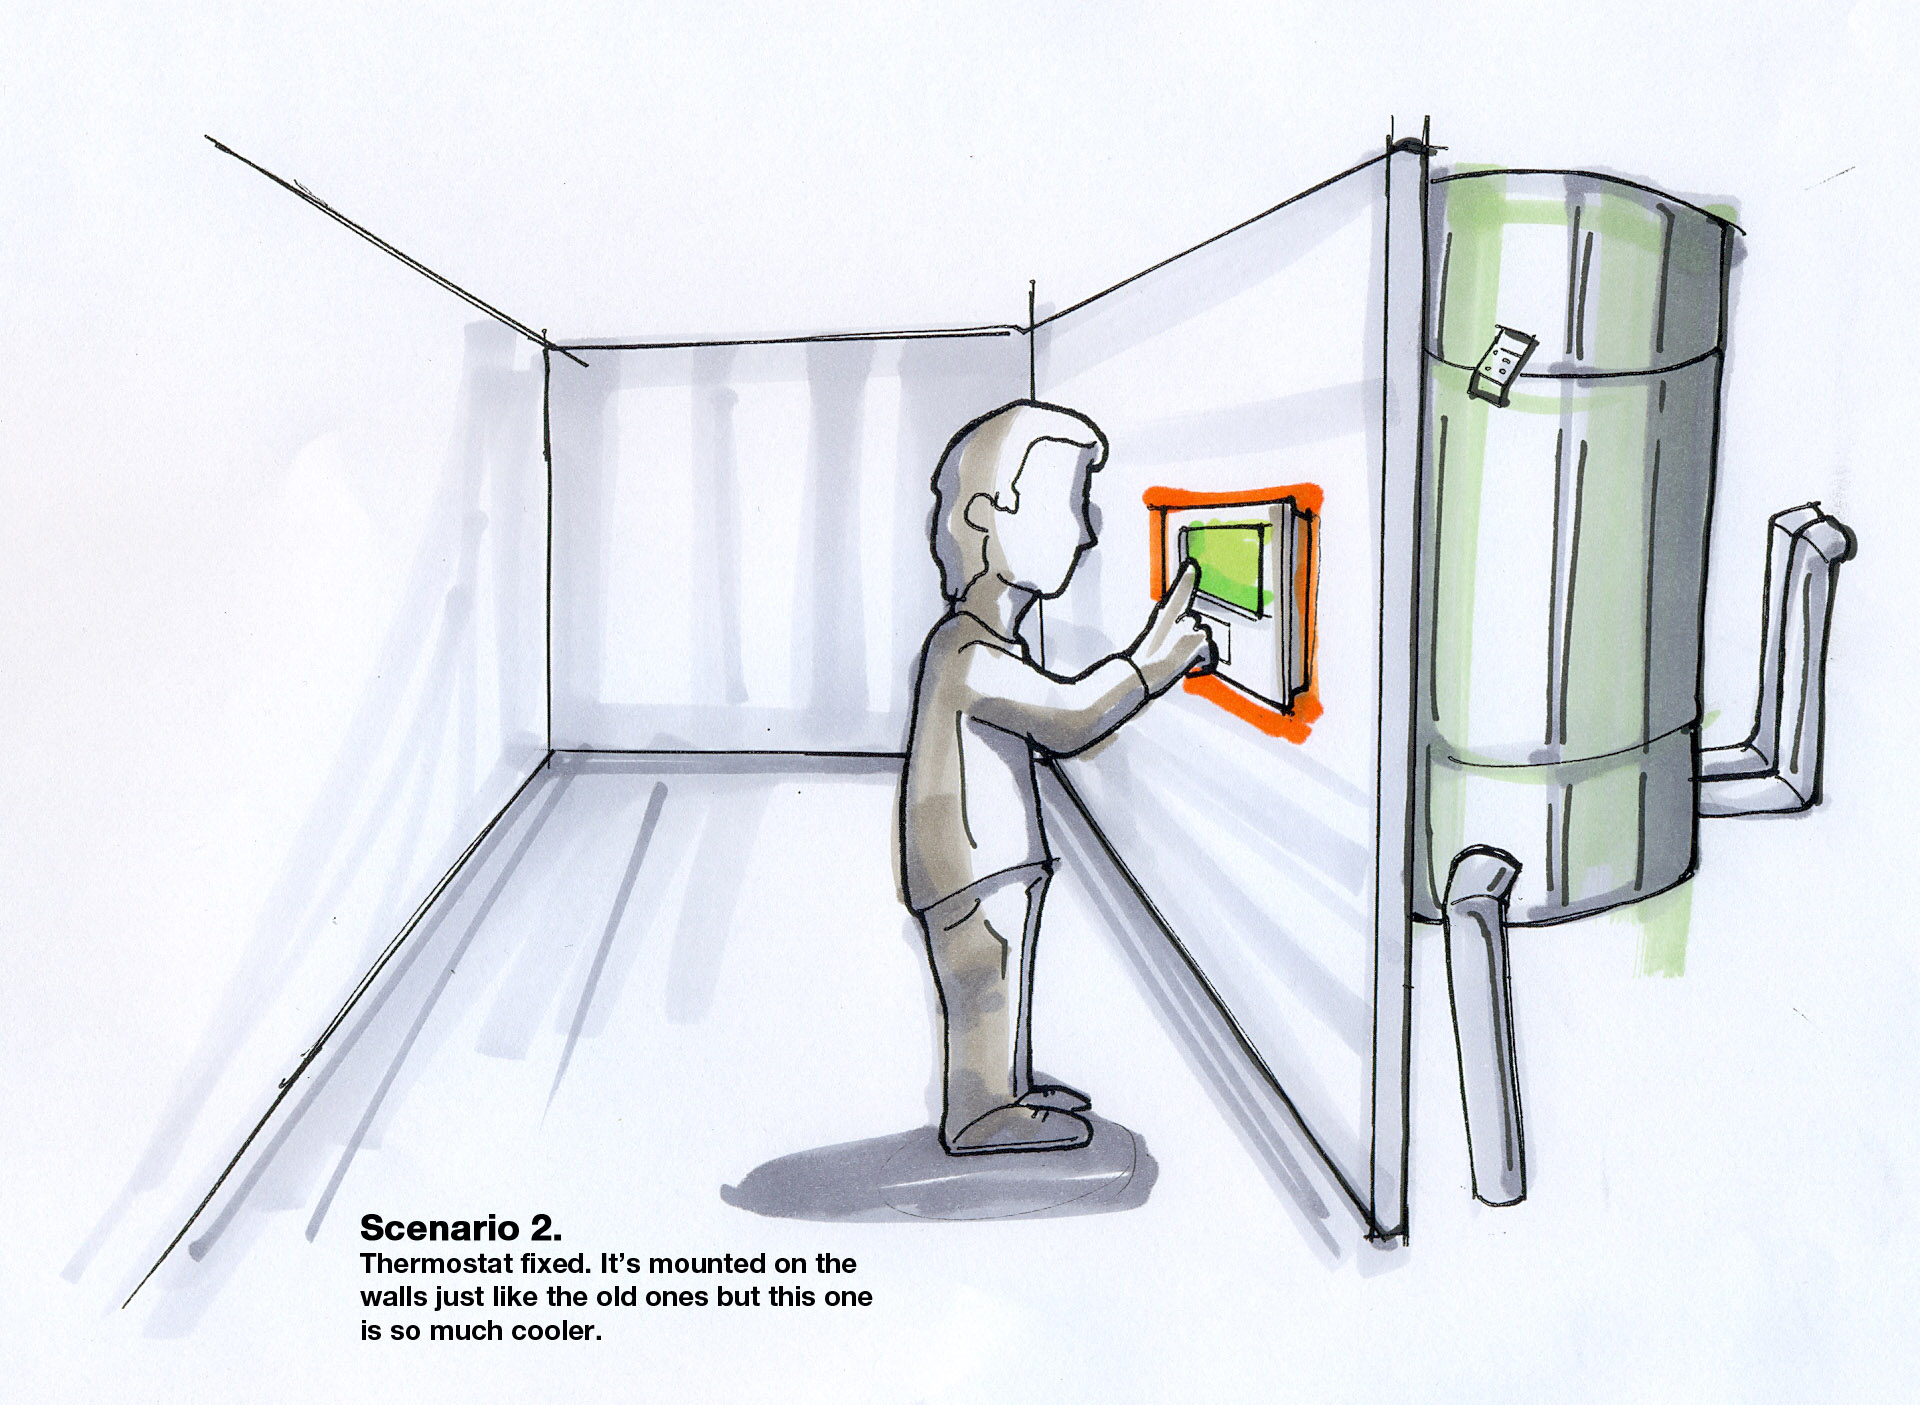 Scenario 2.
Thermostat fixed. It’s mounted on the
walls just like the old ones but this one
is so much cooler.